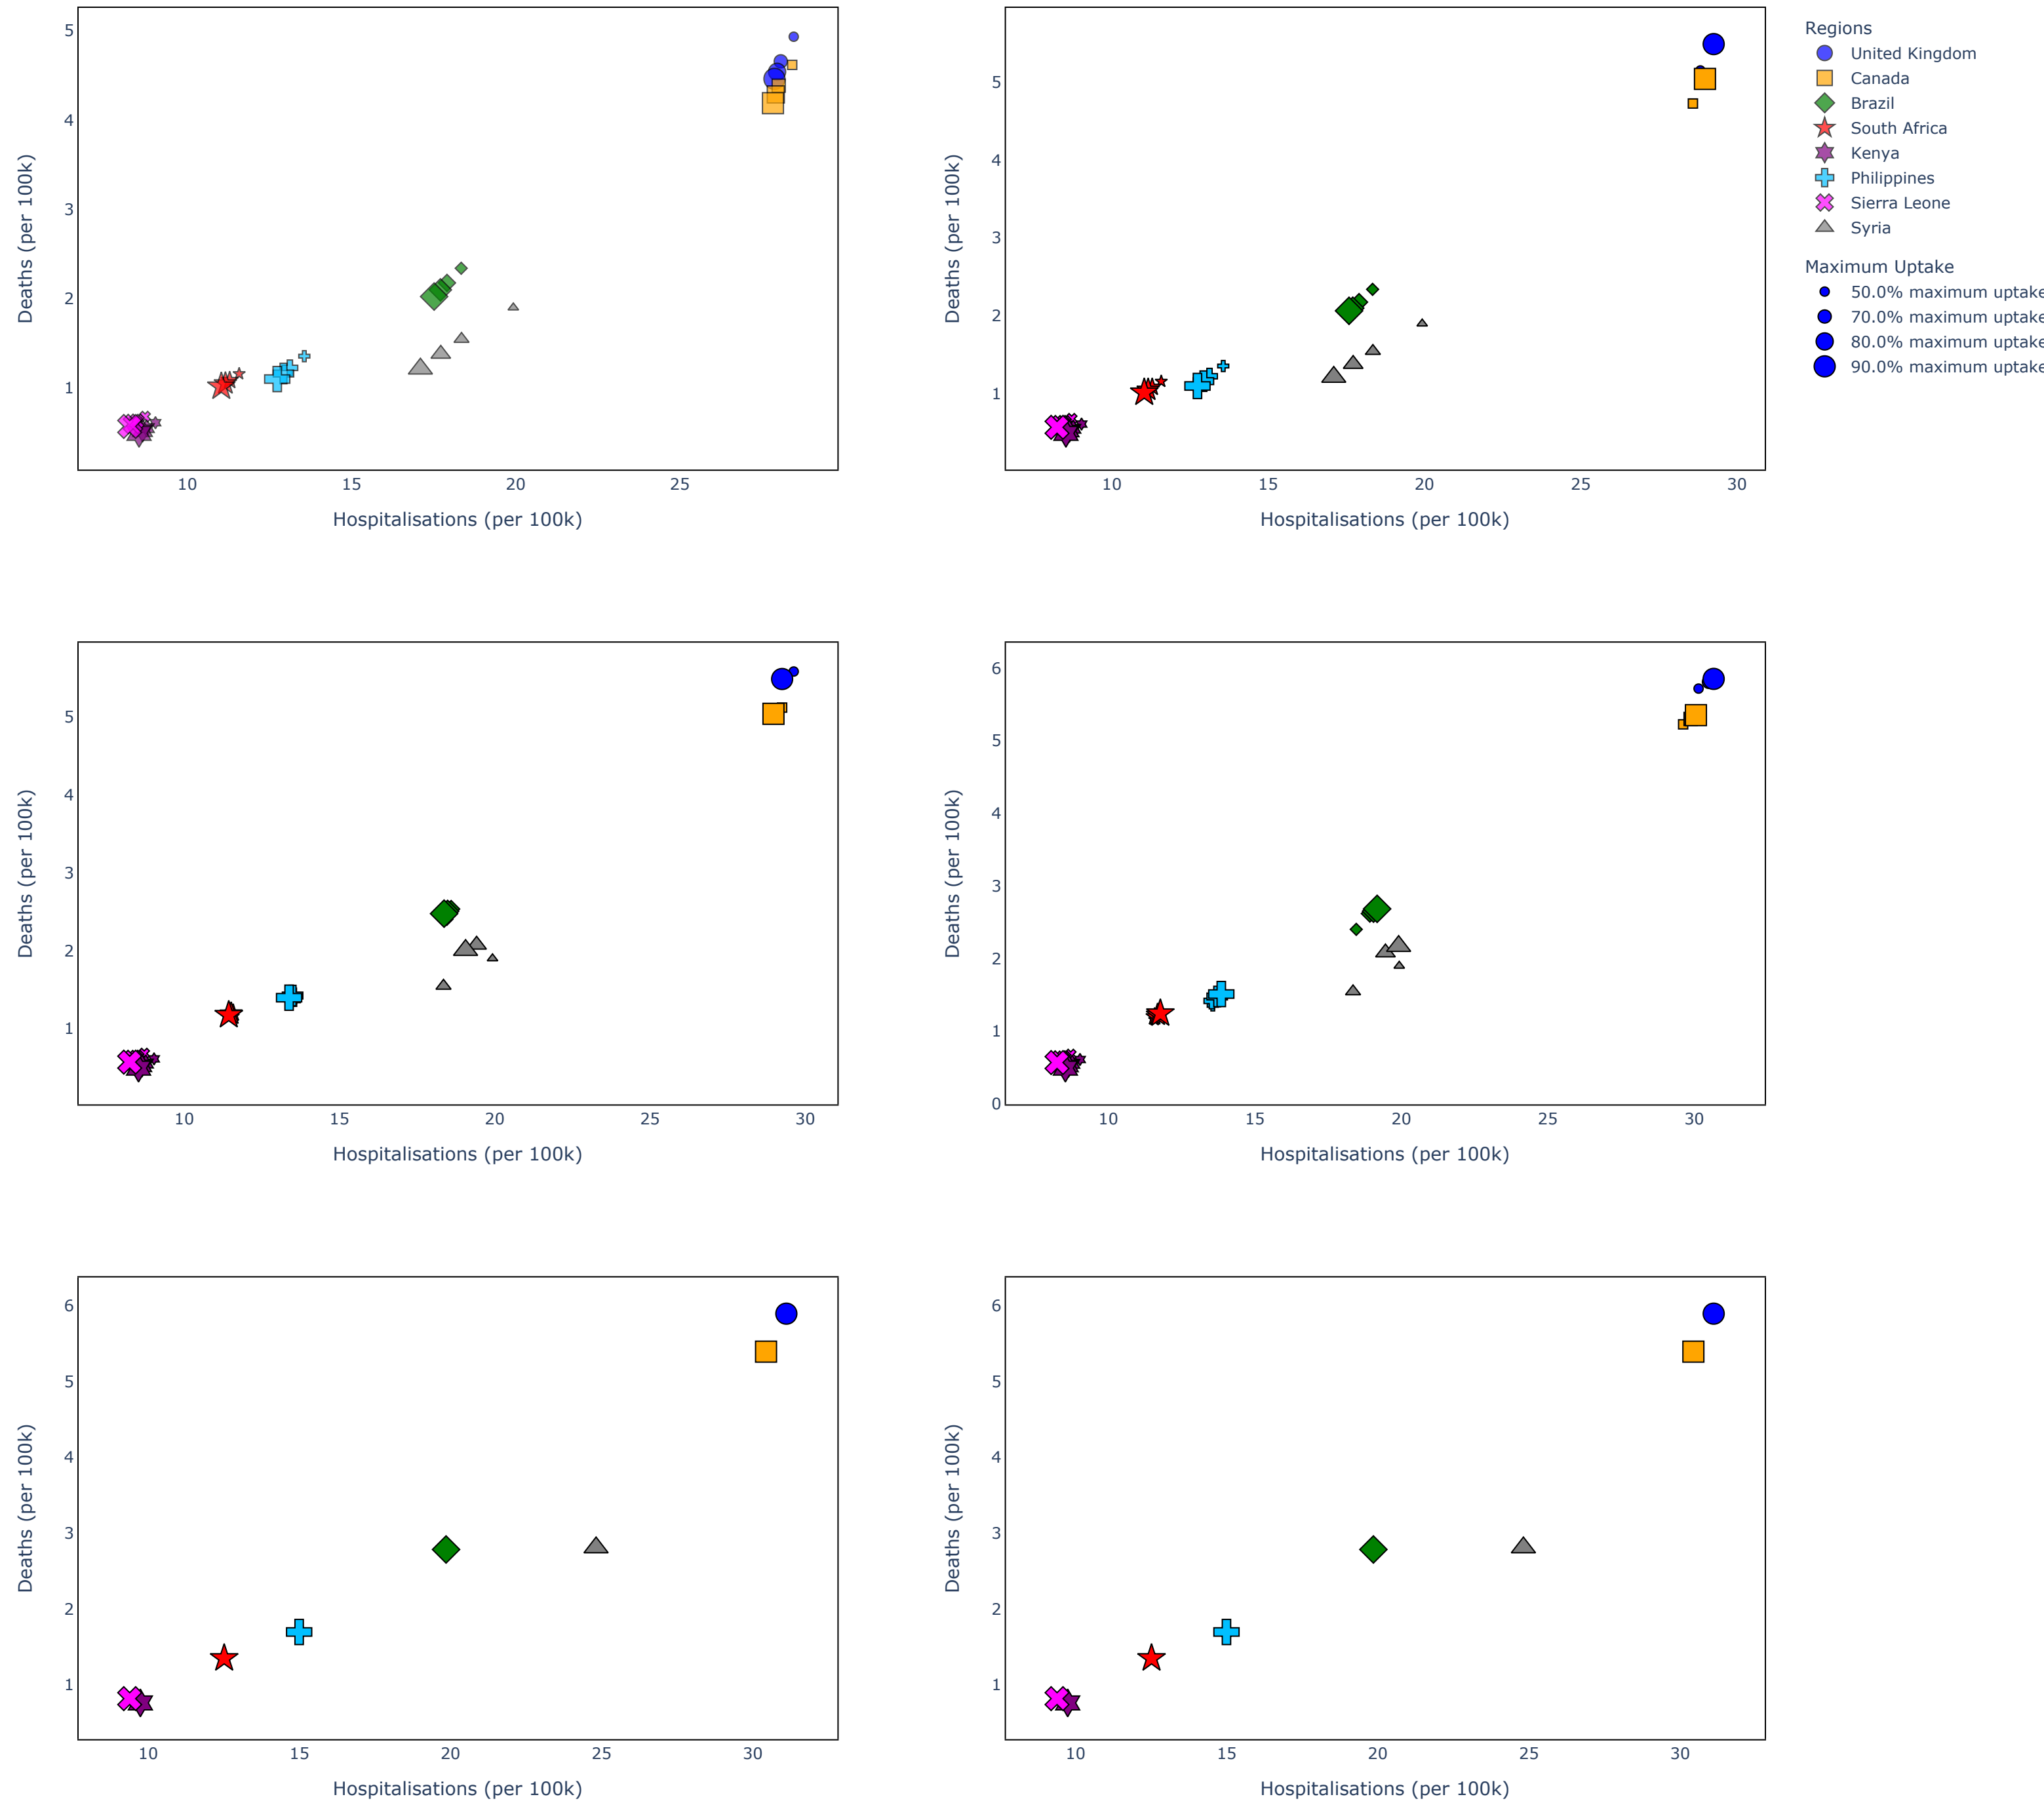 5
4
3
2
1
10
15
20
25
Deaths (per 100k)
Hospitalisations (per 100k)
5
4
3
2
1
10
15
20
25
30
Deaths (per 100k)
Hospitalisations (per 100k)
Regions
United Kingdom
Canada
Brazil
South Africa
Kenya
Philippines
Sierra Leone
Syria
Maximum Uptake
50.0% maximum uptake
70.0% maximum uptake
80.0% maximum uptake
90.0% maximum uptake
5
4
3
2
1
10
15
20
25
30
Deaths (per 100k)
Hospitalisations (per 100k)
6
5
4
3
2
1
0
10
15
20
25
30
Deaths (per 100k)
Hospitalisations (per 100k)
6
5
4
3
2
1
10
15
20
25
30
Deaths (per 100k)
Hospitalisations (per 100k)
6
5
4
3
2
1
10
15
20
25
30
Deaths (per 100k)
Hospitalisations (per 100k)